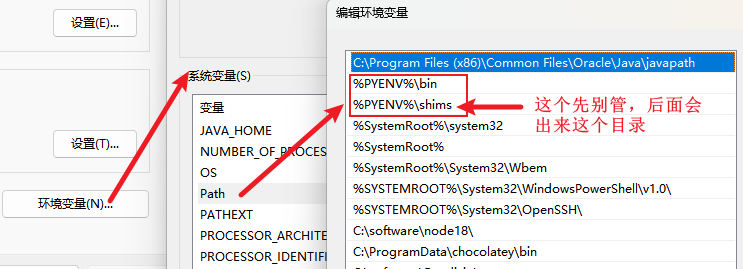 设置(E)...
设置(T)...
环境变量(N)...
系统变量(S)
变量
JAVA_HOME
NUMBER_OF_PROCE
OS
Path
PATHEXT
PROCESSOR_ARCHITE
PROCESSOR_IDENTIFI
编辑环境变量
C:\Program Files (x86)\Common Files\Oracle\Java\javapath
%PYENV%\bin
%PYENV%\shims
%SystemRoot%\system32
%SystemRoot%
%SystemRoot%\System32\Wbem
%SYSTEMROOT%\System32\WindowsPowerShell\v1.0\
%SYSTEMROOT%\System32\OpenSSH\
C:\software\node18\
C:\ProgramData\chocolatey\bin
这个先别管，后面会
出来这个目录